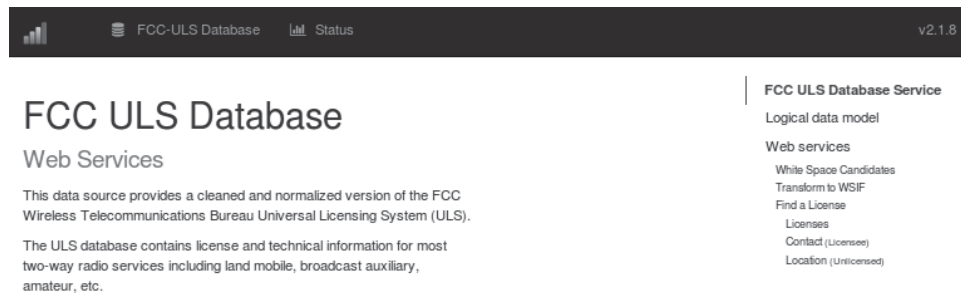 FCC-ULS Database Status v2.1.8
FCC ULS Database
Web Services
This data source provides a cleaned and normalized version of the FCC
Wireless Telecommunications Bureau Universal Licensing System (ULS).
The ULS database contains license and technical information for most
two-way radio services including land mobile, broadcast auxiliary,
amateur, etc.
FCC ULS Database Service
Logical data model
Web services
White Space Candidates
Transform to WSIF
Find a License
Licenses
Contact (Licensee)
Location (Unlicensed)